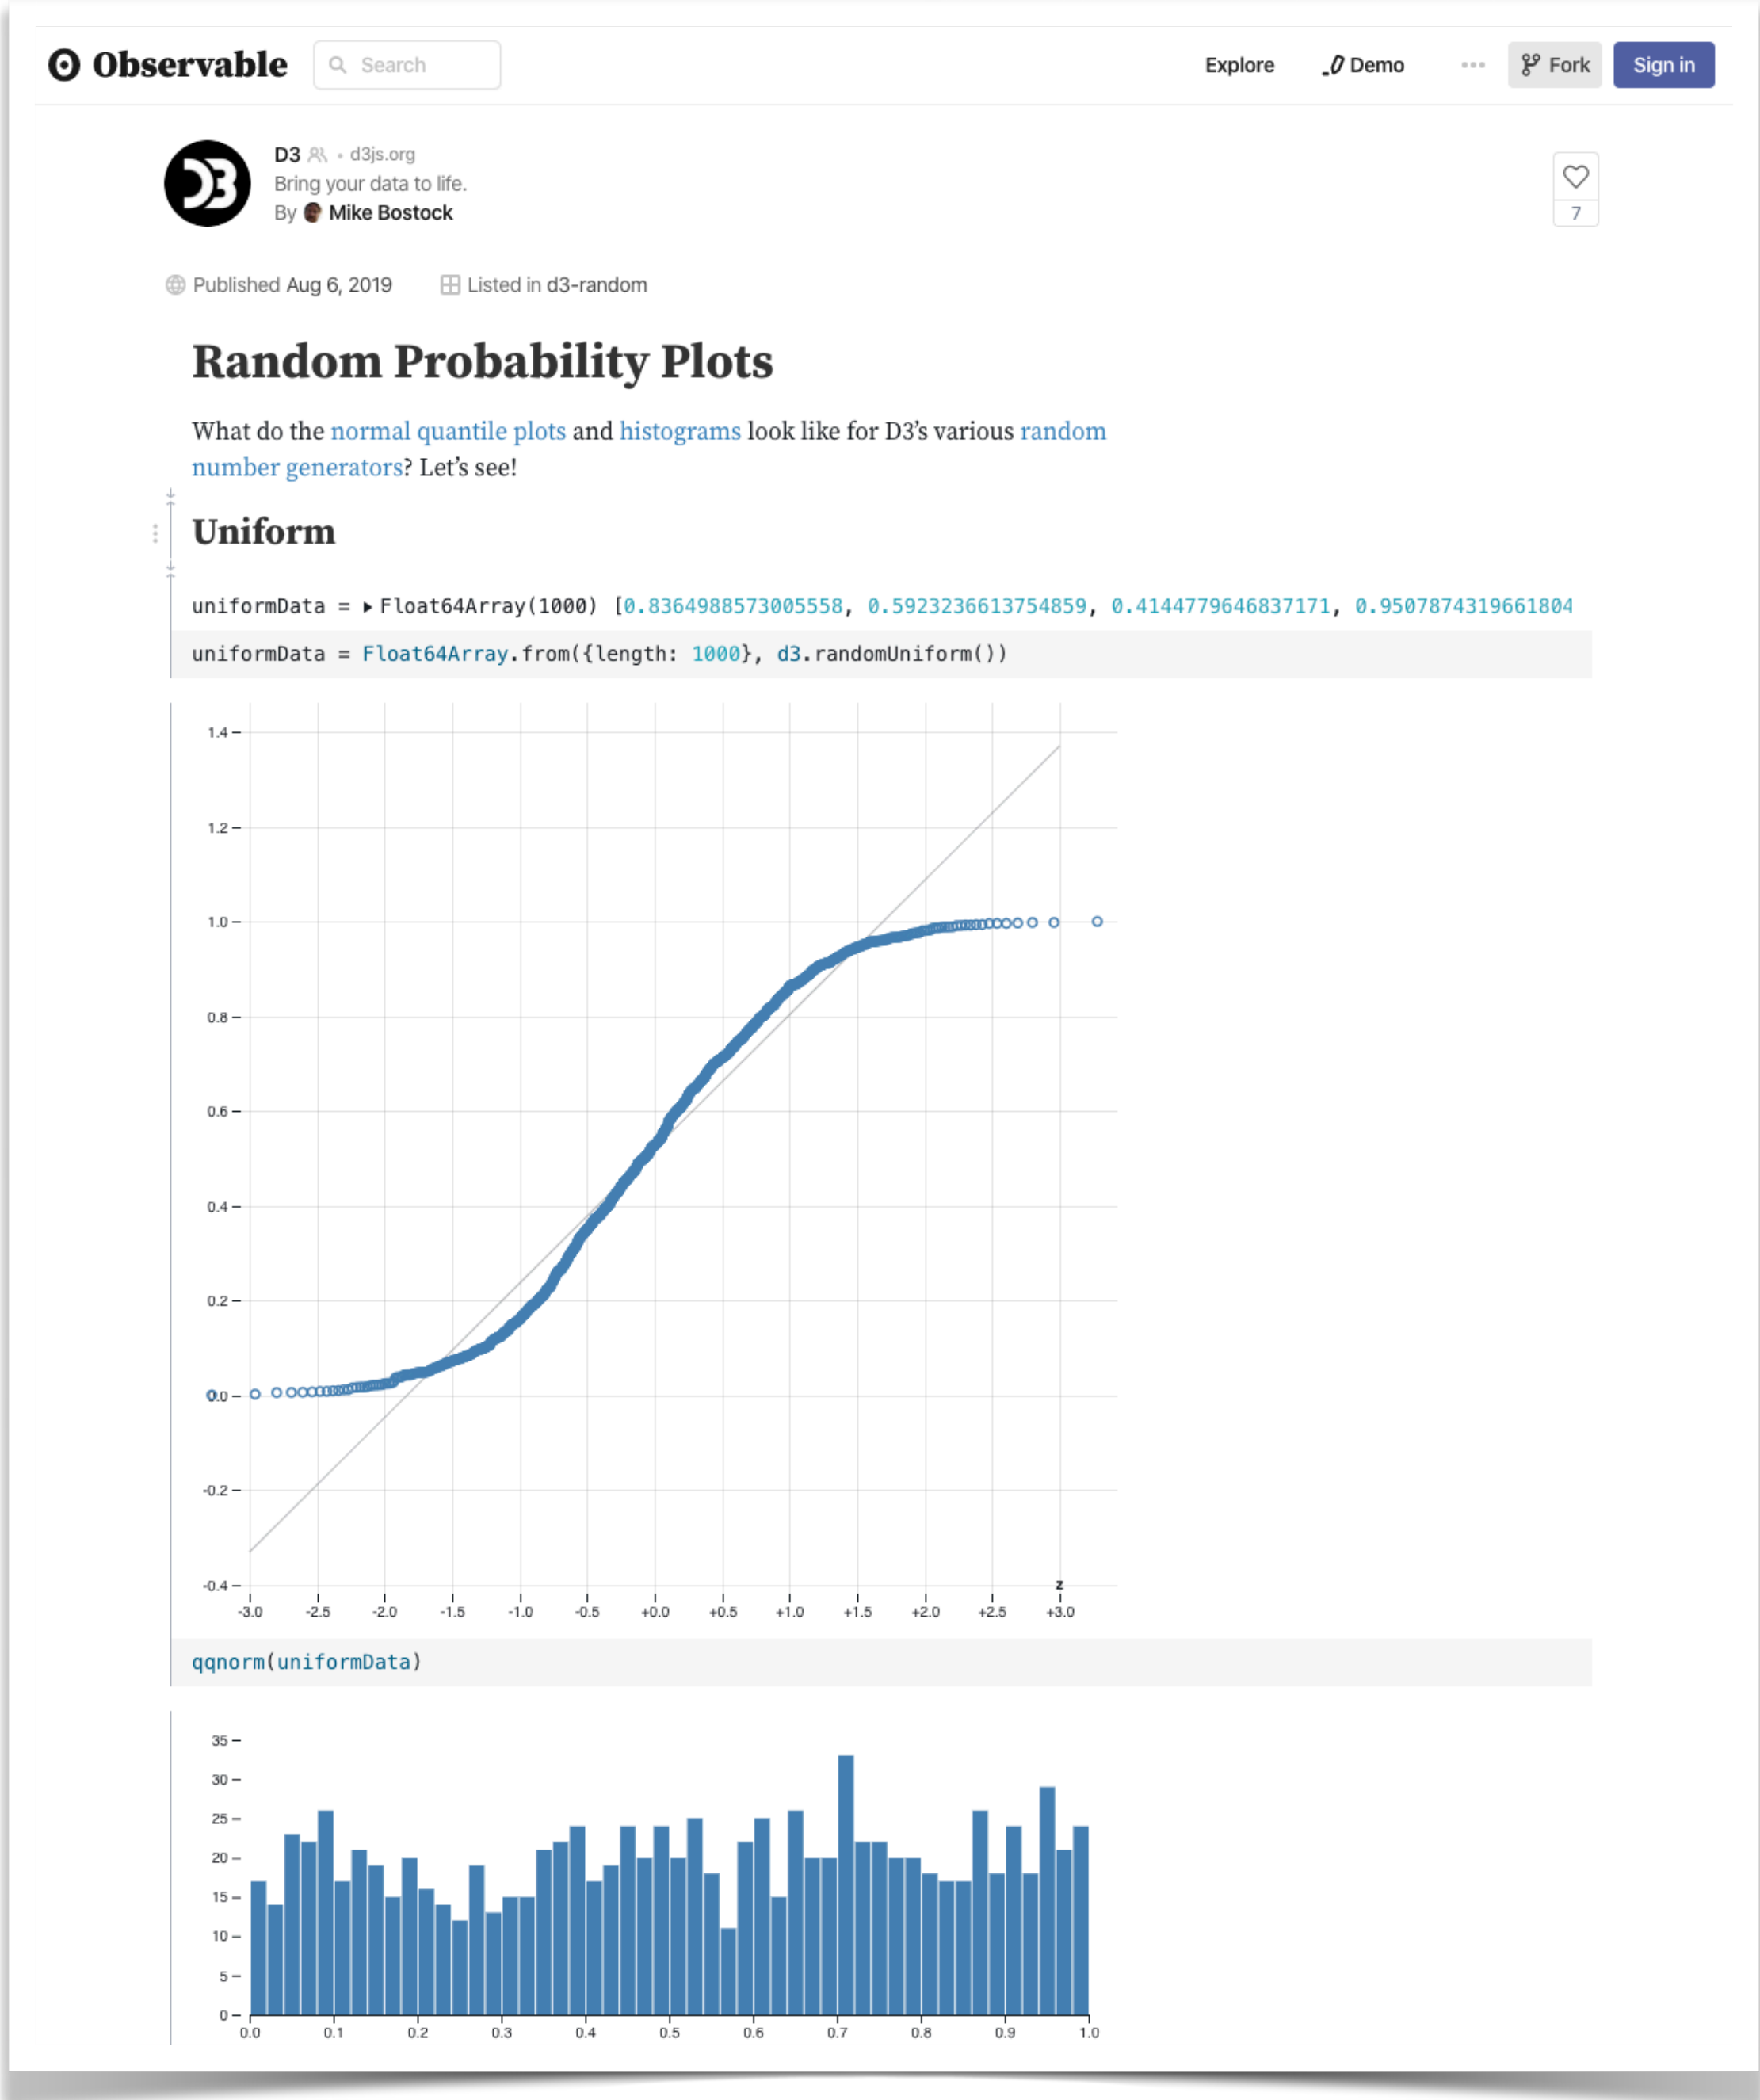 Observable
Search
Explore
Demo
Fork
Sign in
D3 • d3js.org
Bring your data to life.
By Mike Bostock
7
Published Aug 6, 2019
Listed in d3-random
Random Probability Plots
What do the normal quantile plots and histograms look like for D3’s various random
number generators? Let’s see!
Uniform
uniformData = ▸ Float64Array(1000) [0.8364988573005558, 0.5923236613754859, 0.4144779646837171, 0.9507874319661804
uniformData = Float64Array.from({length: 1000}, d3.randomUniform())
1.4
1.2
1.0
0.8
0.6
0.4
0.2
0.0
-0.2
-0.4
z
-3.0 -2.5 -2.0 -1.5 -1.0 -0.5 +0.0 +0.5 +1.0 +1.5 +2.0 +2.5 +3.0
qqnorm(uniformData)
35
30
25
20
15
10
5
0
0.0 0.1 0.2 0.3 0.4 0.5 0.6 0.7 0.8 0.9 1.0